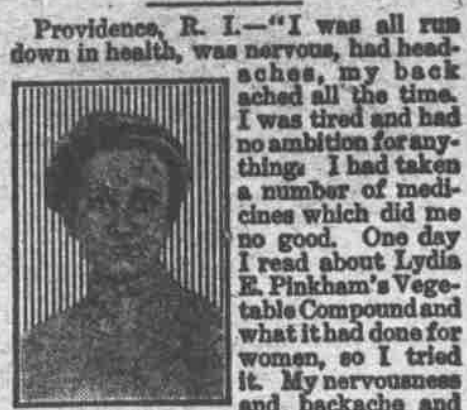 Providence, R. I.—"I was all run
down in health, was nervous, had head-
aches, my back
ached all the time.
I was tired and had
no ambition for any-
thing. I had taken
a number of medi-
cines which did me
no good. One day
I read about Lydia
E. Pinkham's Vege-
table Compound and
what it had done for
women, so I tried
it. My nervousness
and backache and